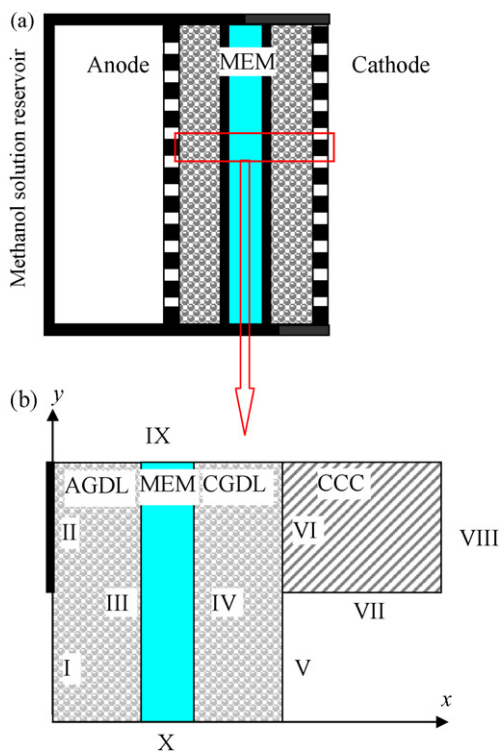 (a)
Anode
MEM
Cathode
Methanol solution reservoir
(b)
y
IX
AGDL
MEM
CGDL
CCC
II
VI
VIII
III
IV
VII
I
V
x
X